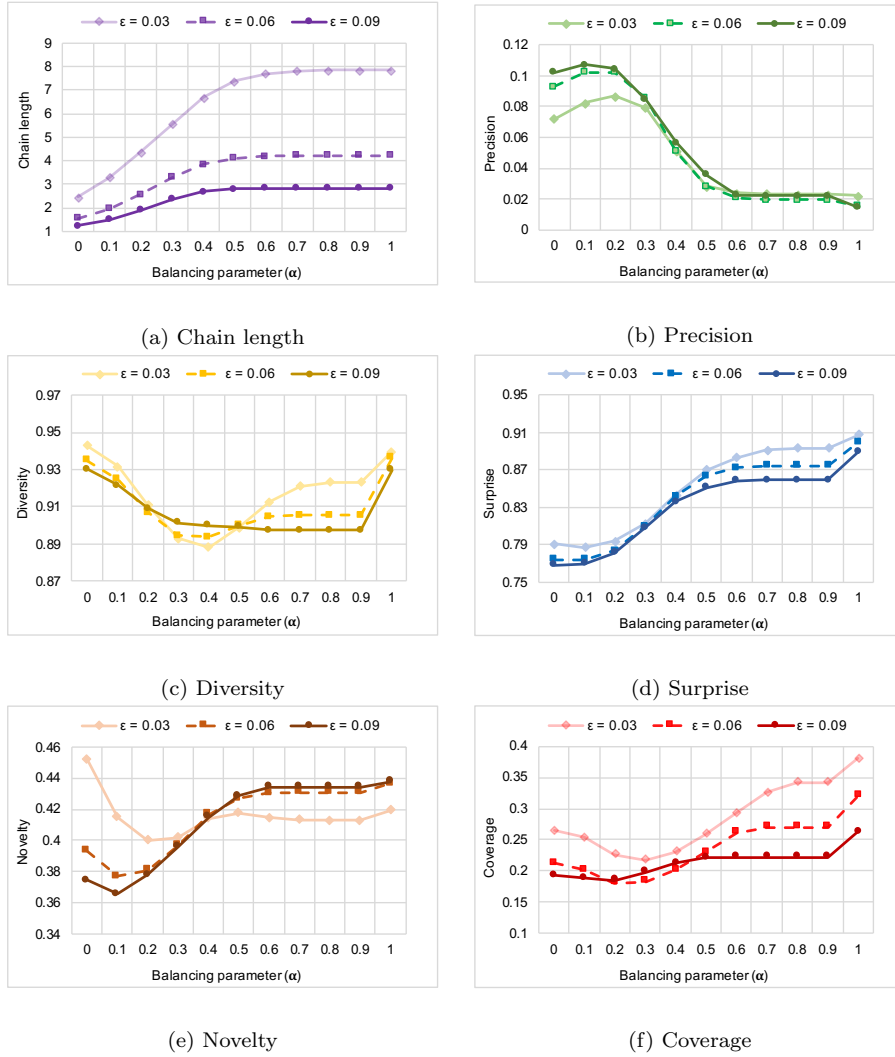 ε = 0.03 ε = 0.06 ε = 0.09
Chain length
9
8
7
6
5
4
3
2
1
0 0.1 0.2 0.3 0.4 0.5 0.6 0.7 0.8 0.9 1
Balancing parameter (α)
(a) Chain length
ε = 0.03 ε = 0.06 ε = 0.09
Precision
0.12
0.1
0.08
0.06
0.04
0.02
0
0 0.1 0.2 0.3 0.4 0.5 0.6 0.7 0.8 0.9 1
Balancing parameter (α)
(b) Precision
ε = 0.03 ε = 0.06 ε = 0.09
Diversity
0.97
0.95
0.93
0.91
0.89
0.87
0 0.1 0.2 0.3 0.4 0.5 0.6 0.7 0.8 0.9 1
Balancing parameter (α)
(c) Diversity
ε = 0.03 ε = 0.06 ε = 0.09
Surprise
0.95
0.91
0.87
0.83
0.79
0.75
0 0.1 0.2 0.3 0.4 0.5 0.6 0.7 0.8 0.9 1
Balancing parameter (α)
(d) Surprise
ε = 0.03 ε = 0.06 ε = 0.09
Novelty
0.46
0.44
0.42
0.4
0.38
0.36
0.34
0 0.1 0.2 0.3 0.4 0.5 0.6 0.7 0.8 0.9 1
Balancing parameter (α)
(e) Novelty
ε = 0.03 ε = 0.06 ε = 0.09
Coverage
0.4
0.35
0.3
0.25
0.2
0.15
0.1
0 0.1 0.2 0.3 0.4 0.5 0.6 0.7 0.8 0.9 1
Balancing parameter (α)
(f) Coverage